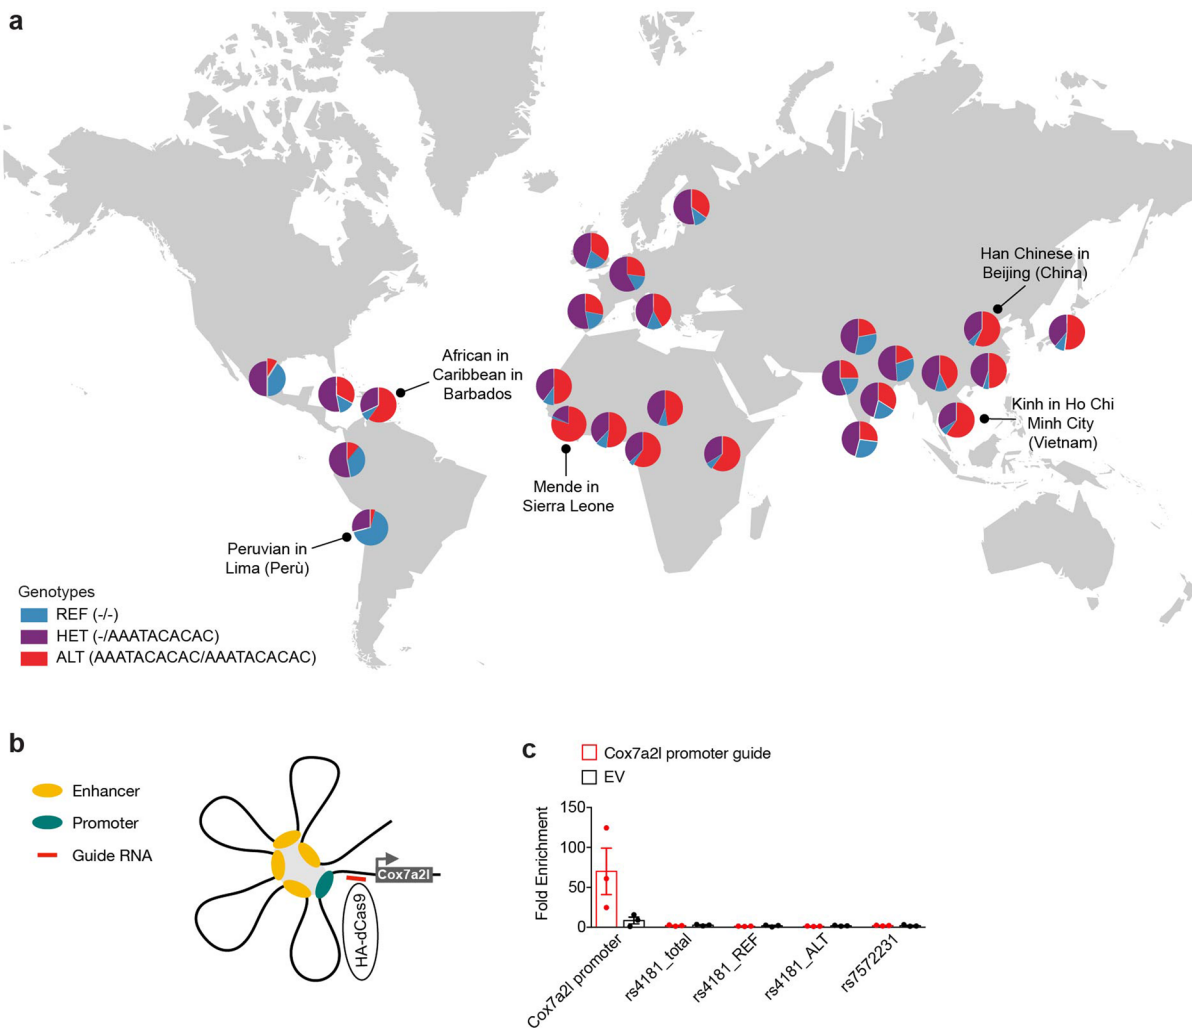 a
Han Chinese in
Beijing (China)
African in
Caribbean in
Barbados
Kinh in Ho Chi
Minh City
(Vietnam)
Mende in
Sierra Leone
Peruvian in
Lima (Perù)
Genotypes
REF (-/-)
HET (-/AAATACACAC)
ALT (AAATACACAC/AAATACACAC)
b
Enhancer
Promoter
Guide RNA
Cox7a2l
HA-dCas9
c
Cox7a2l promoter guide
EV
Fold Enrichment
150
100
50
0
Cox7a2l promoter
rs4181_total
rs4181_REF
rs4181_ALT
rs7572231